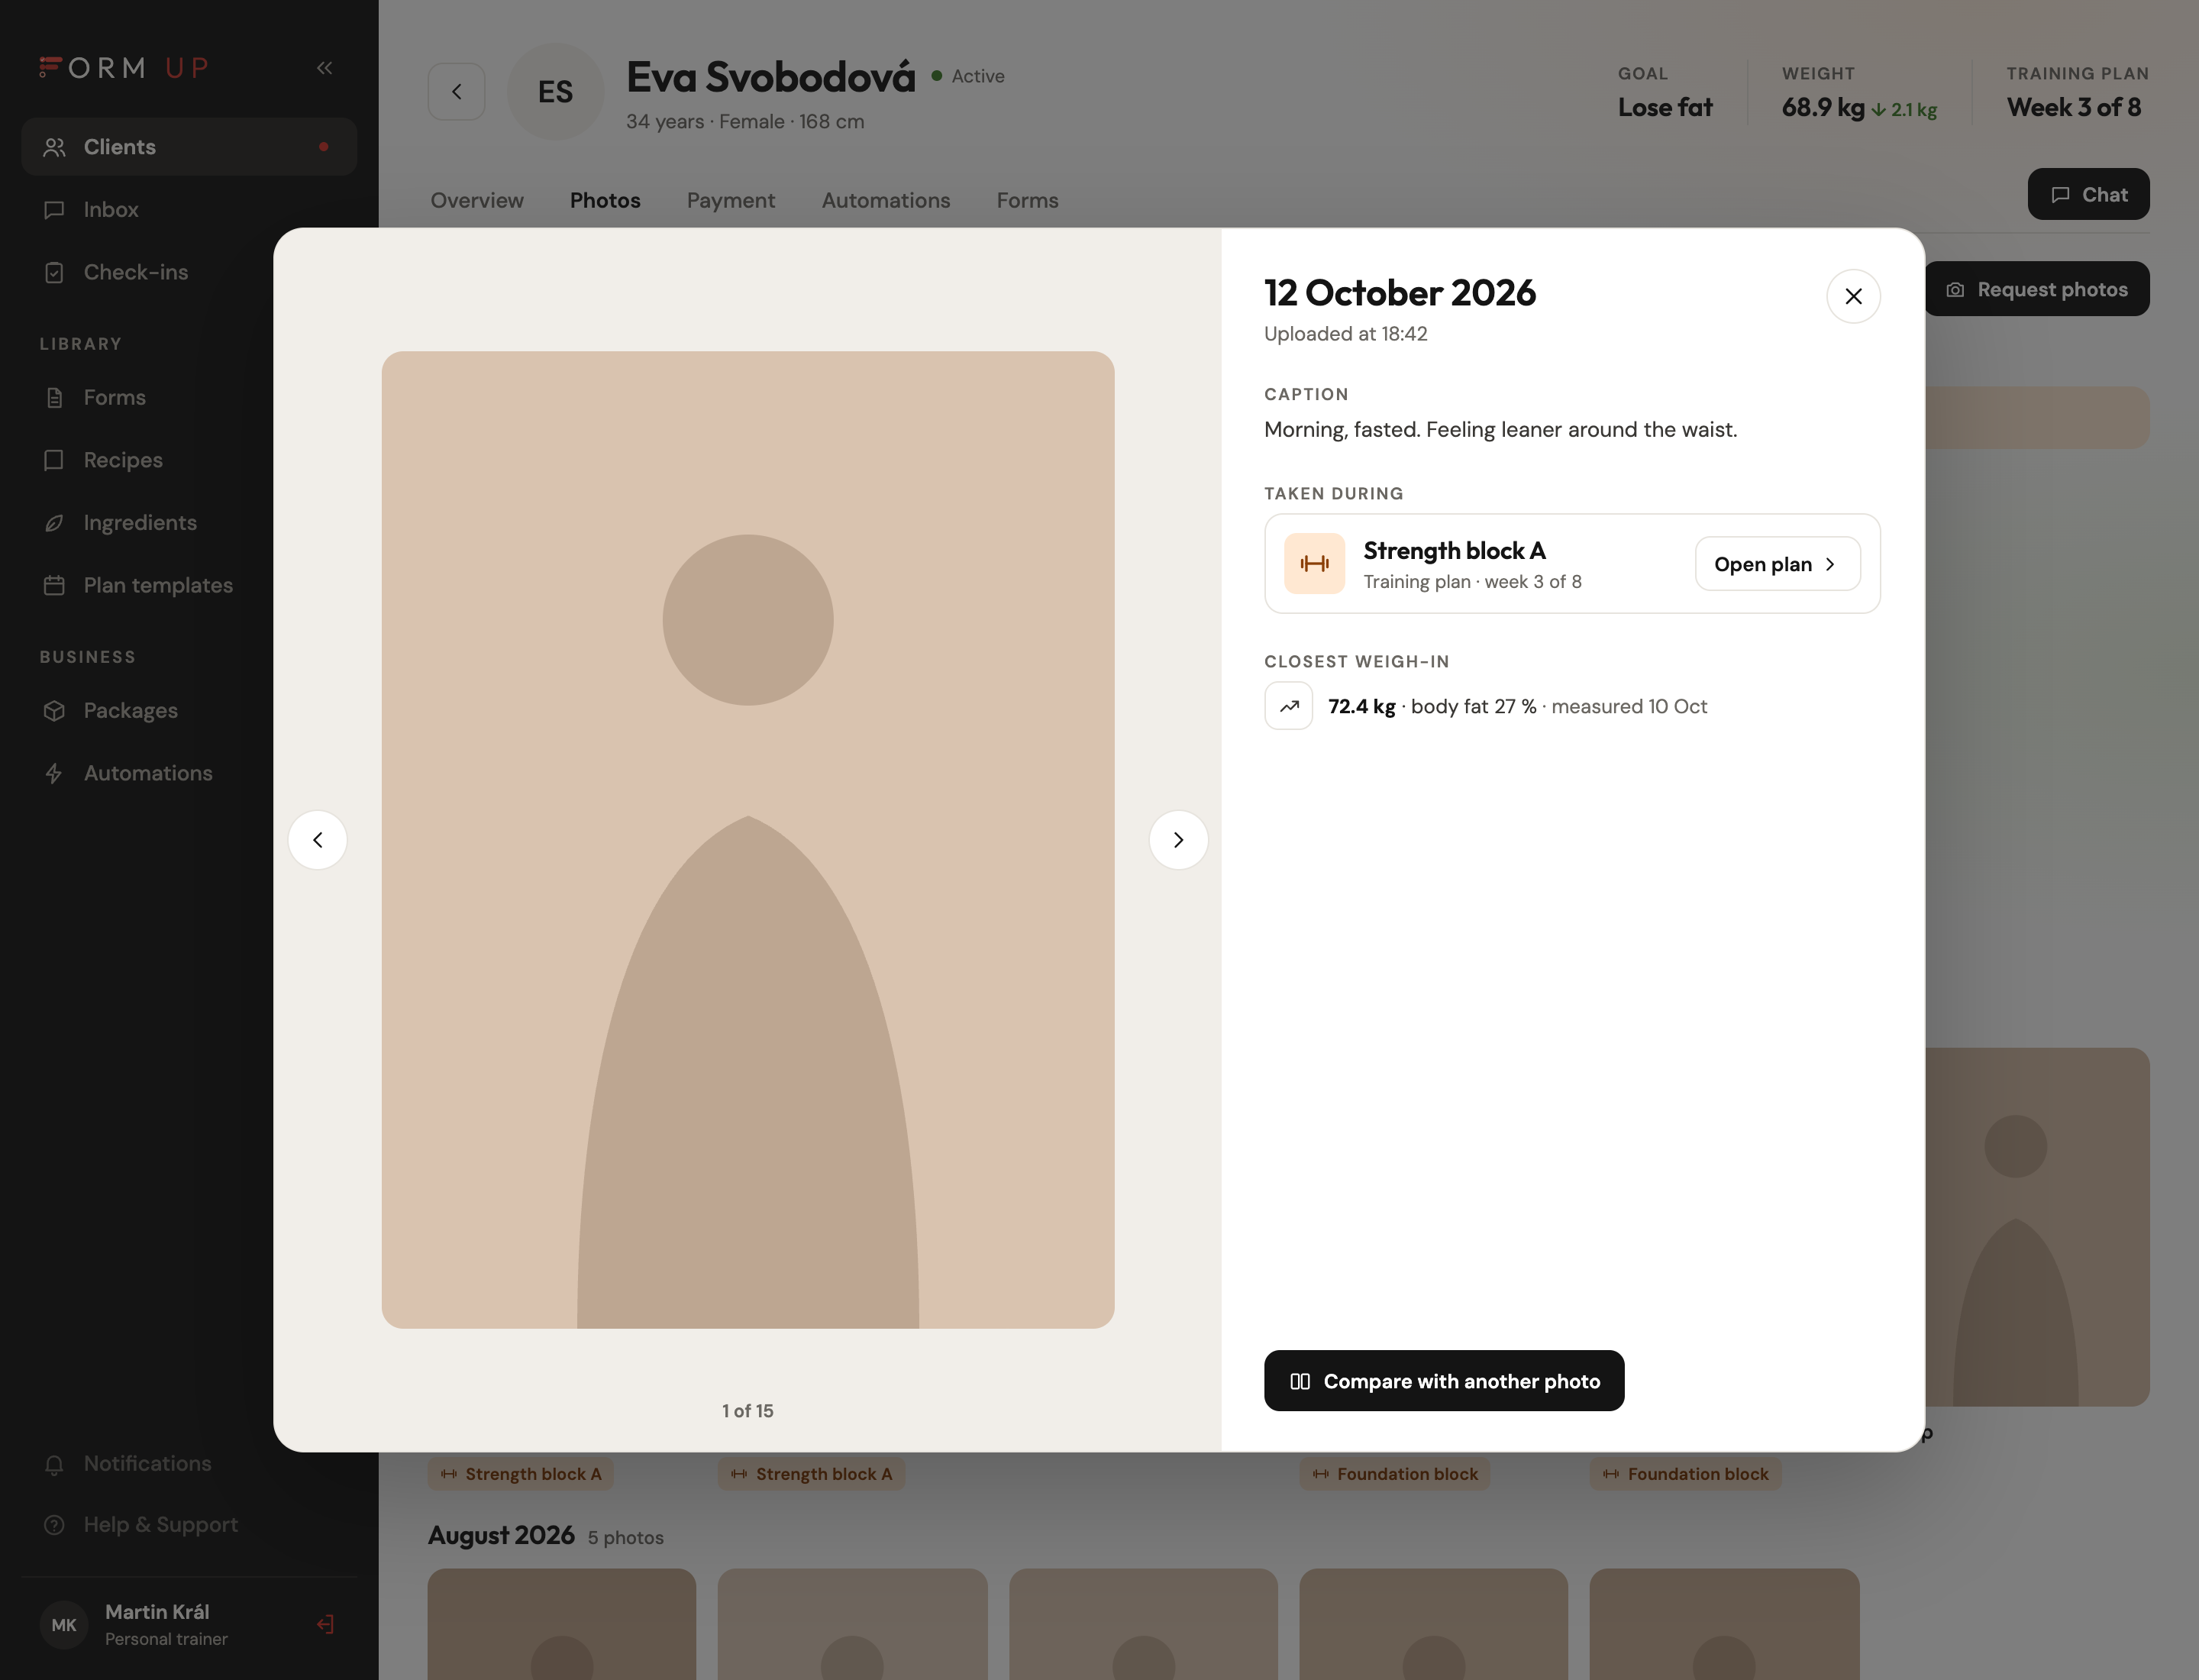 FORM UP
Clients
Inbox
Check-ins
LIBRARY
Forms
Recipes
Ingredients
Plan templates
BUSINESS
Packages
Automations
Notifications
Help & Support
MK
Martin Král
Personal trainer
ES
Eva Svobodová
Active
34 years · Female · 168 cm
GOAL
Lose fat
WEIGHT
68.9 kg ↓ 2.1 kg
TRAINING PLAN
Week 3 of 8
Overview
Photos
Payment
Automations
Forms
Chat
Request photos
1 of 15
12 October 2026
Uploaded at 18:42
CAPTION
Morning, fasted. Feeling leaner around the waist.
TAKEN DURING
Strength block A
Training plan · week 3 of 8
Open plan
CLOSEST WEIGH-IN
72.4 kg · body fat 27 % · measured 10 Oct
Compare with another photo
Strength block A
Strength block A
Foundation block
Foundation block
August 2026 5 photos